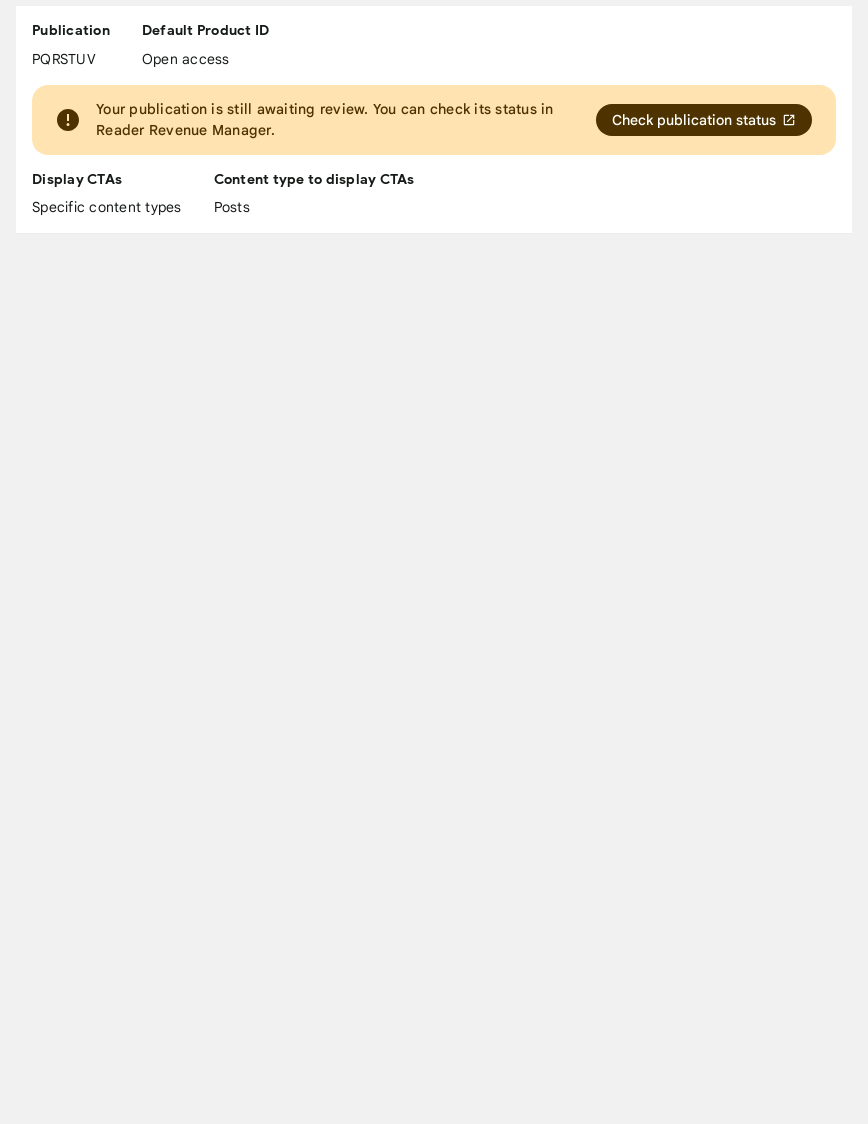 Publication Default Product ID
PQRSTUV Open access
Your publication is still awaiting review. You can check its status in
Reader Revenue Manager.
Check publication status
Display CTAs Content type to display CTAs
Specific content types Posts